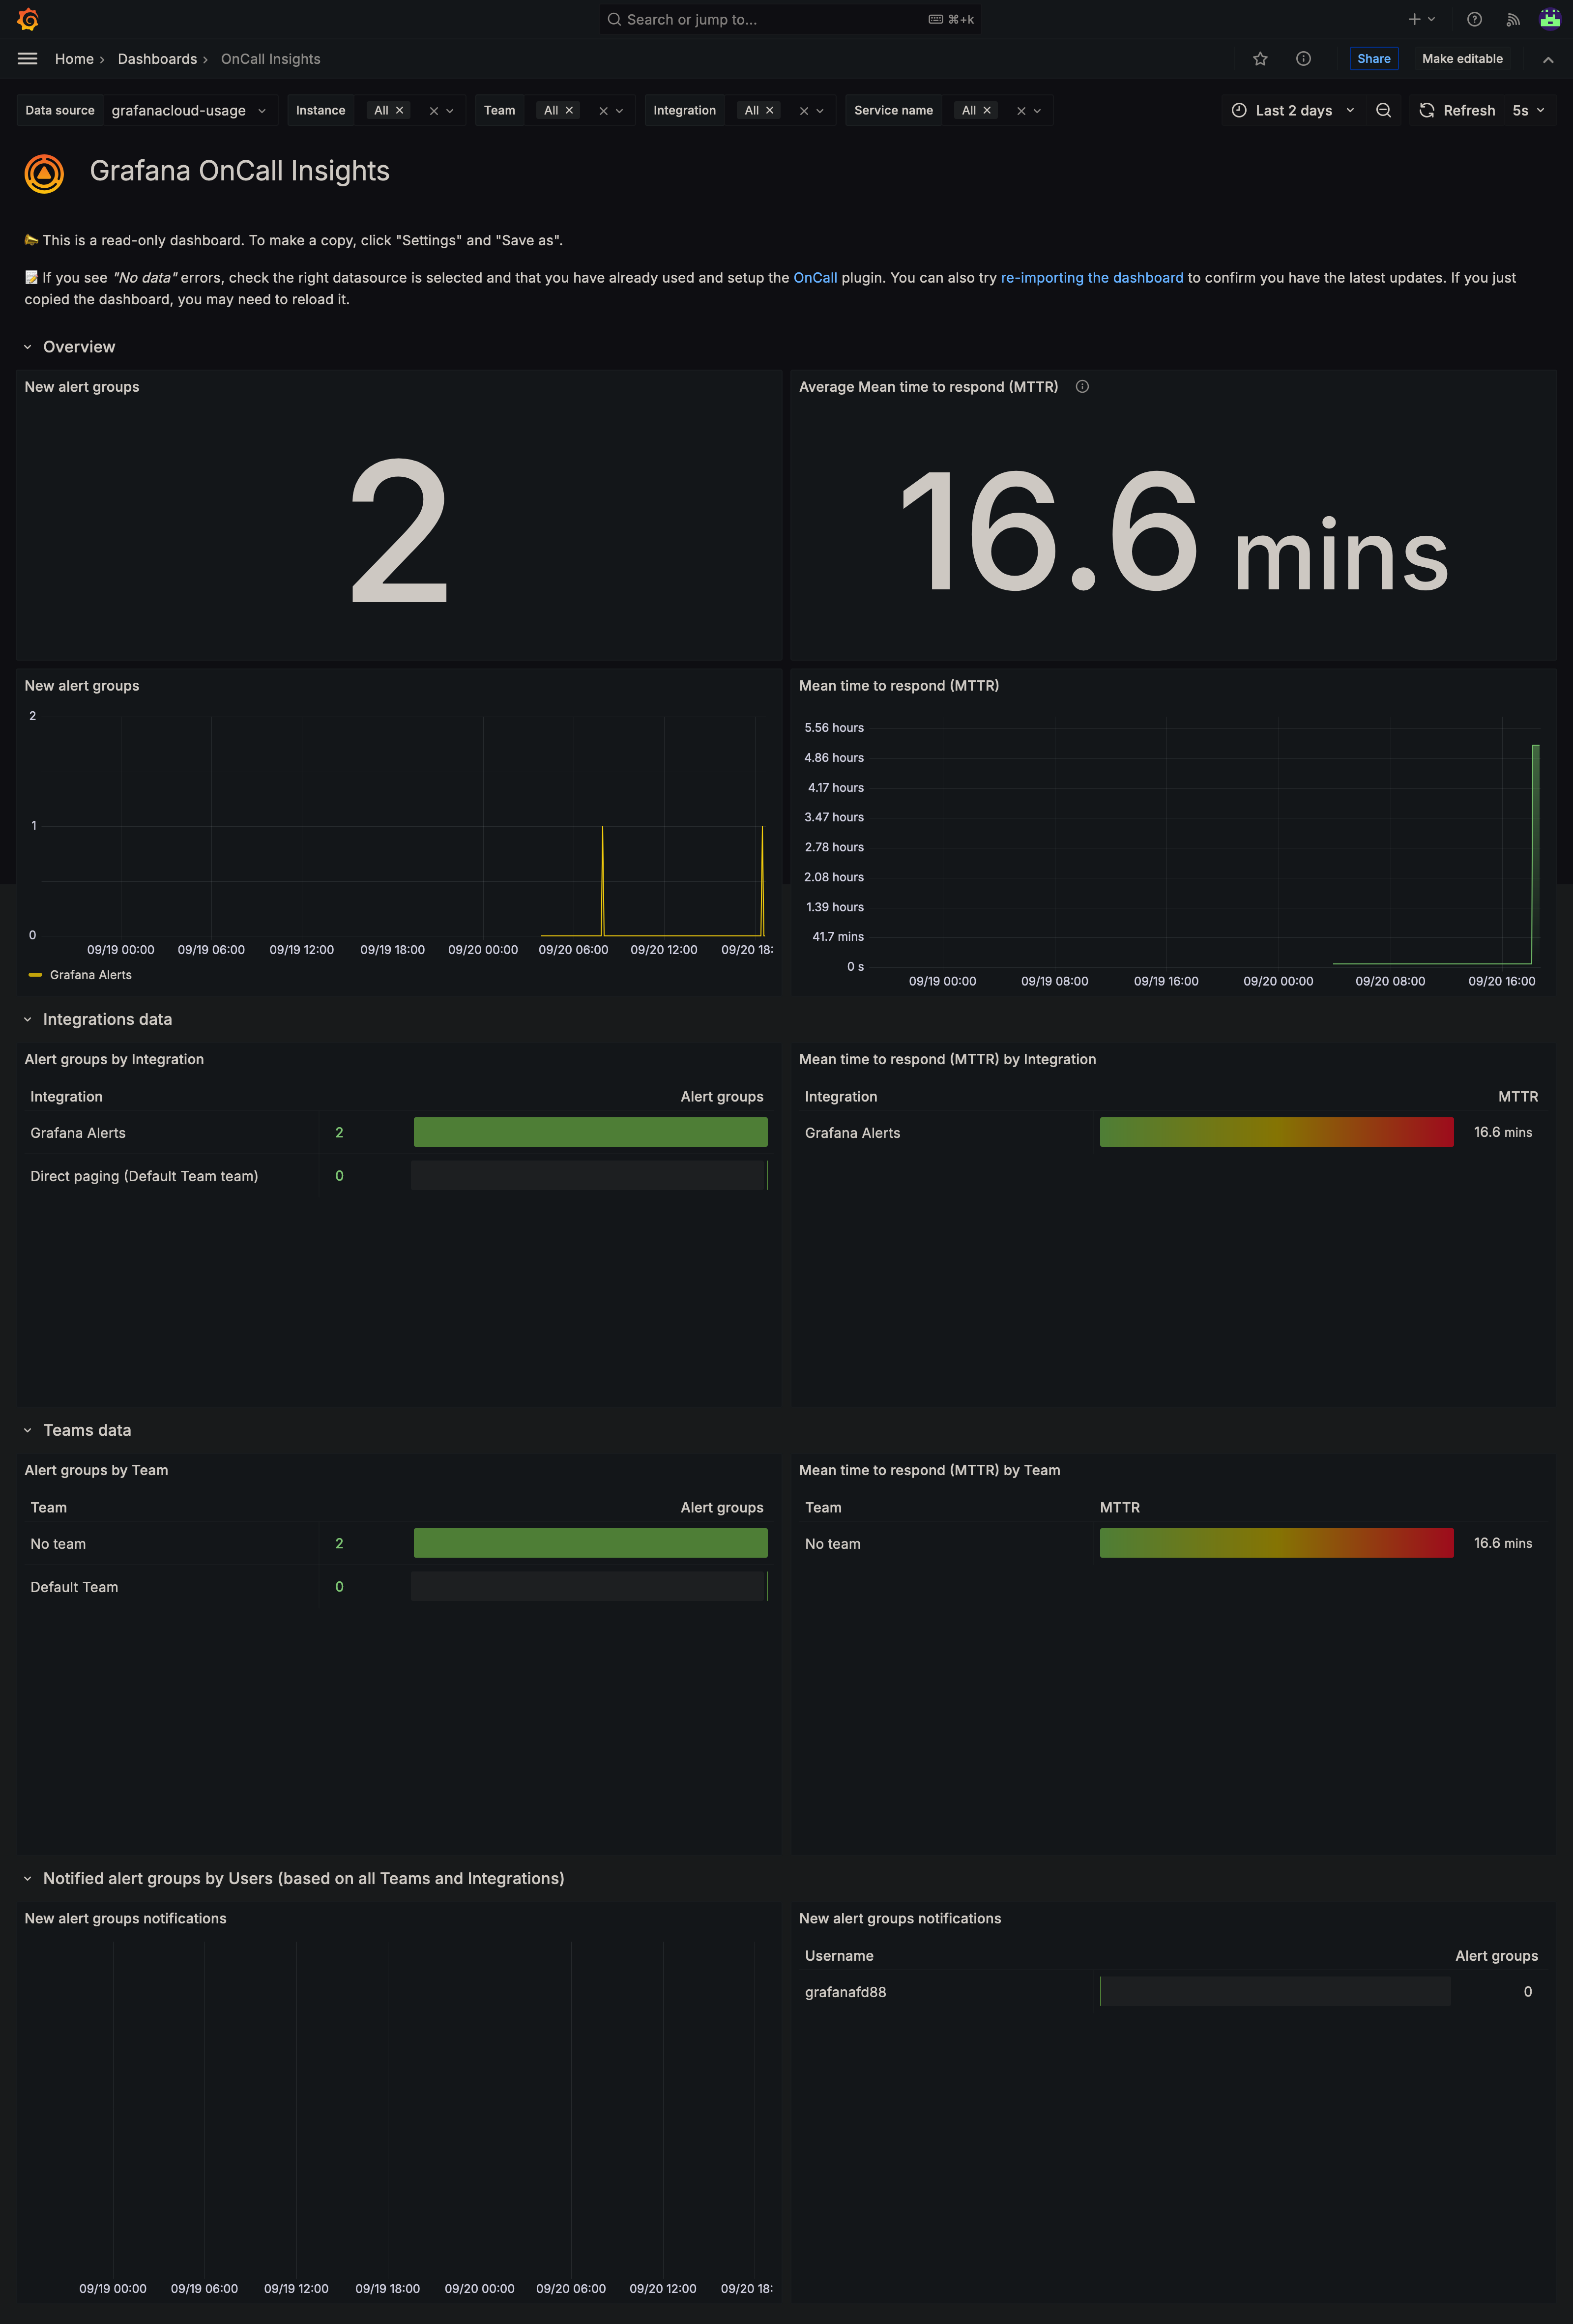 Search or jump to... ⌘+k
Home › Dashboards › OnCall Insights Share Make editable
Data source grafanacloud-usage Instance All Team All Integration All Service name All Last 2 days Refresh 5s
Grafana OnCall Insights
This is a read-only dashboard. To make a copy, click "Settings" and "Save as".
If you see "No data" errors, check the right datasource is selected and that you have already used and setup the OnCall plugin. You can also try re-importing the dashboard to confirm you have the latest updates. If you just
copied the dashboard, you may need to reload it.
Overview
New alert groups
2
Average Mean time to respond (MTTR)
16.6 mins
New alert groups
2
1
0
09/19 00:00 09/19 06:00 09/19 12:00 09/19 18:00 09/20 00:00 09/20 06:00 09/20 12:00 09/20 18:
Grafana Alerts
Mean time to respond (MTTR)
5.56 hours
4.86 hours
4.17 hours
3.47 hours
2.78 hours
2.08 hours
1.39 hours
41.7 mins
0 s
09/19 00:00 09/19 08:00 09/19 16:00 09/20 00:00 09/20 08:00 09/20 16:00
Integrations data
Alert groups by Integration
Integration Alert groups
Grafana Alerts 2
Direct paging (Default Team team) 0
Mean time to respond (MTTR) by Integration
Integration MTTR
Grafana Alerts 16.6 mins
Teams data
Alert groups by Team
Team Alert groups
No team 2
Default Team 0
Mean time to respond (MTTR) by Team
Team MTTR
No team 16.6 mins
Notified alert groups by Users (based on all Teams and Integrations)
New alert groups notifications
09/19 00:00 09/19 06:00 09/19 12:00 09/19 18:00 09/20 00:00 09/20 06:00 09/20 12:00 09/20 18:
New alert groups notifications
Username Alert groups
grafanafd88 0